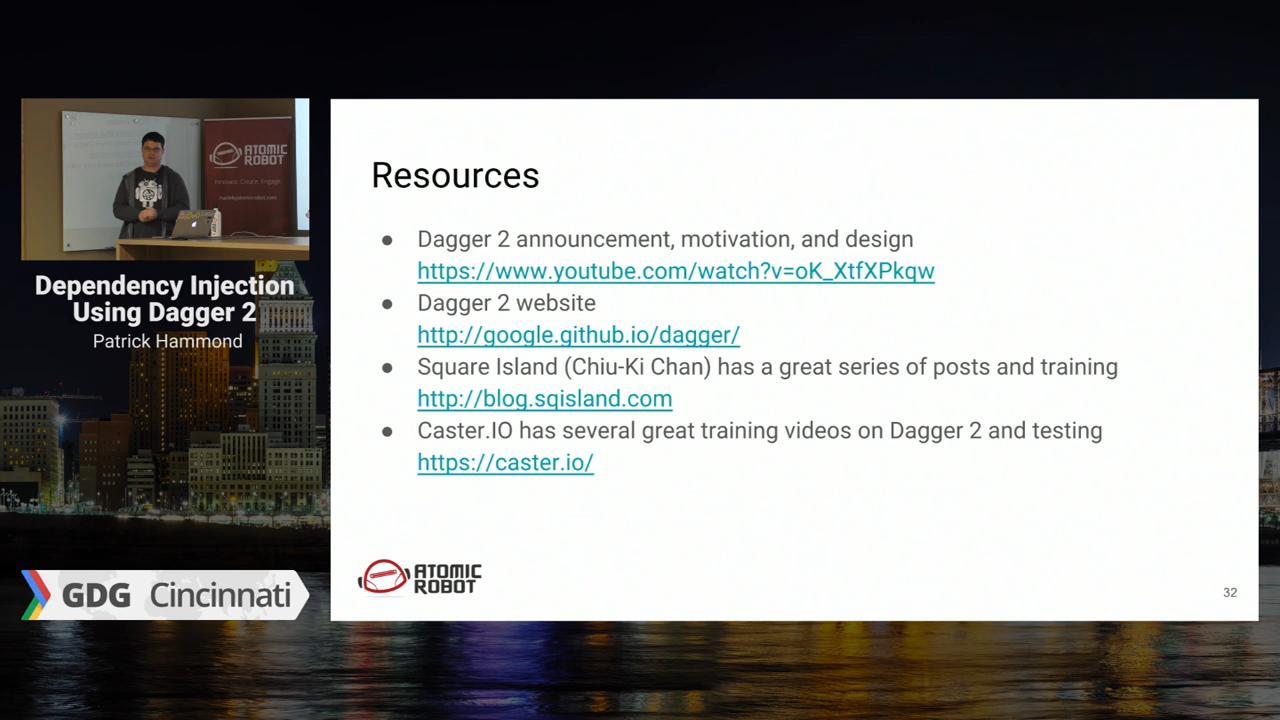 ATOMIC
ROBOT
Dependency Injection
Using Dagger 2
Patrick Hammond
GDG Cincinnati
Resources
● Dagger 2 announcement, motivation, and design
https://www.youtube.com/watch?v=oK_XtfXPkqw
● Dagger 2 website
http://google.github.io/dagger/
● Square Island (Chiu-Ki Chan) has a great series of posts and training
http://blog.sqisland.com
● Caster.IO has several great training videos on Dagger 2 and testing
https://caster.io/
ATOMIC
ROBOT
32